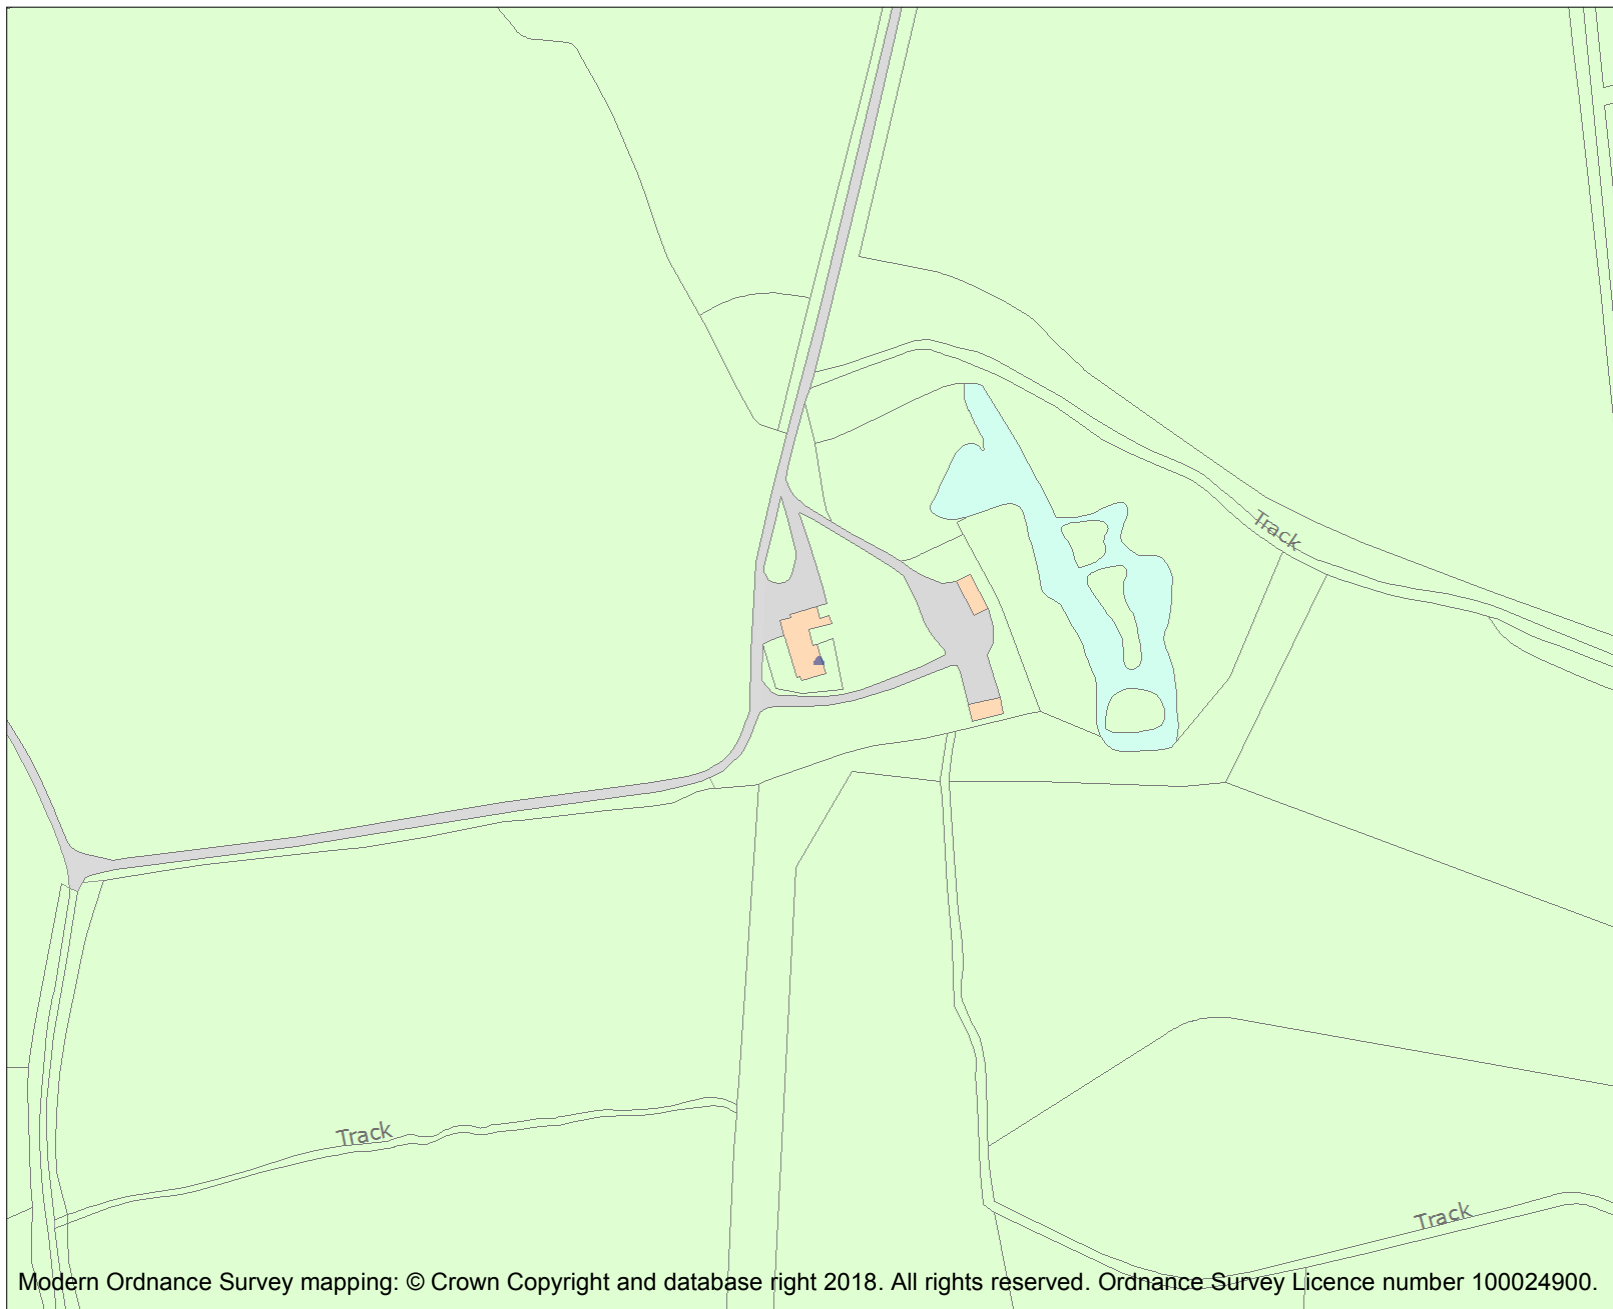 Track
Track
Track
Modern Ordnance Survey mapping: © Crown Copyright and database right 2018. All rights reserved. Ordnance Survey Licence number 100024900.